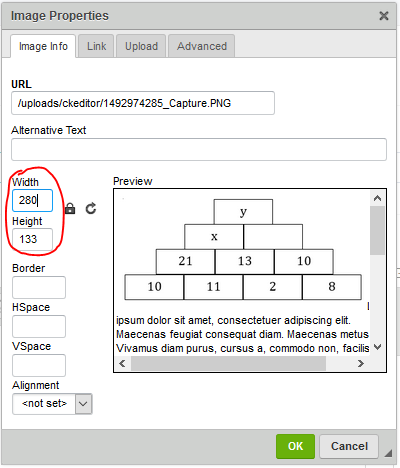 Image Properties
Image Info Link Upload Advanced
URL
/uploads/ckeditor/1492974285_Capture.PNG
Alternative Text
Width
280
Height
133
Border
HSpace
VSpace
Alignment
<not set>
Preview
y
x
21 13 10
10 11 2 8
ipsum dolor sit amet, consectetuer adipiscing elit.
Maecenas feugiat consequat diam. Maecenas metus
Vivamus diam purus, cursus a, commodo non, facilis
OK Cancel